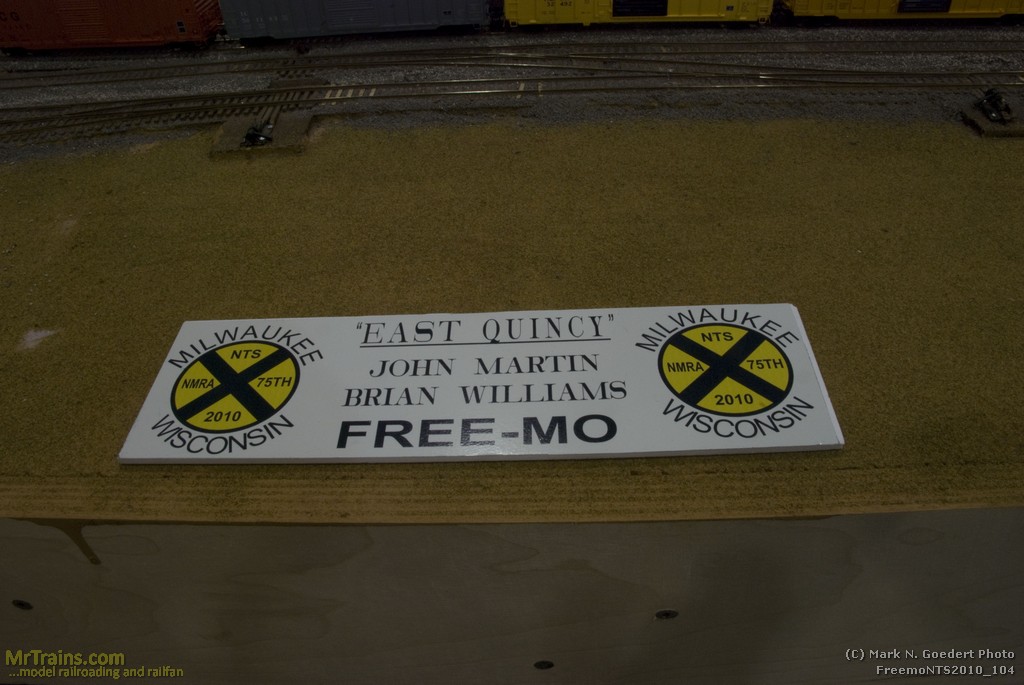 "EAST QUINCY"
JOHN MARTIN
BRIAN WILLIAMS
FREE-MO
MILWAUKEE
NTS
NMRA 75TH
2010
WISCONSIN
MILWAUKEE
NTS
NMRA 75TH
2010
WISCONSIN
MrTrains.com
...model railroading and railfan
(C) Mark N. Goedert Photo
FreemoNTS2010_104